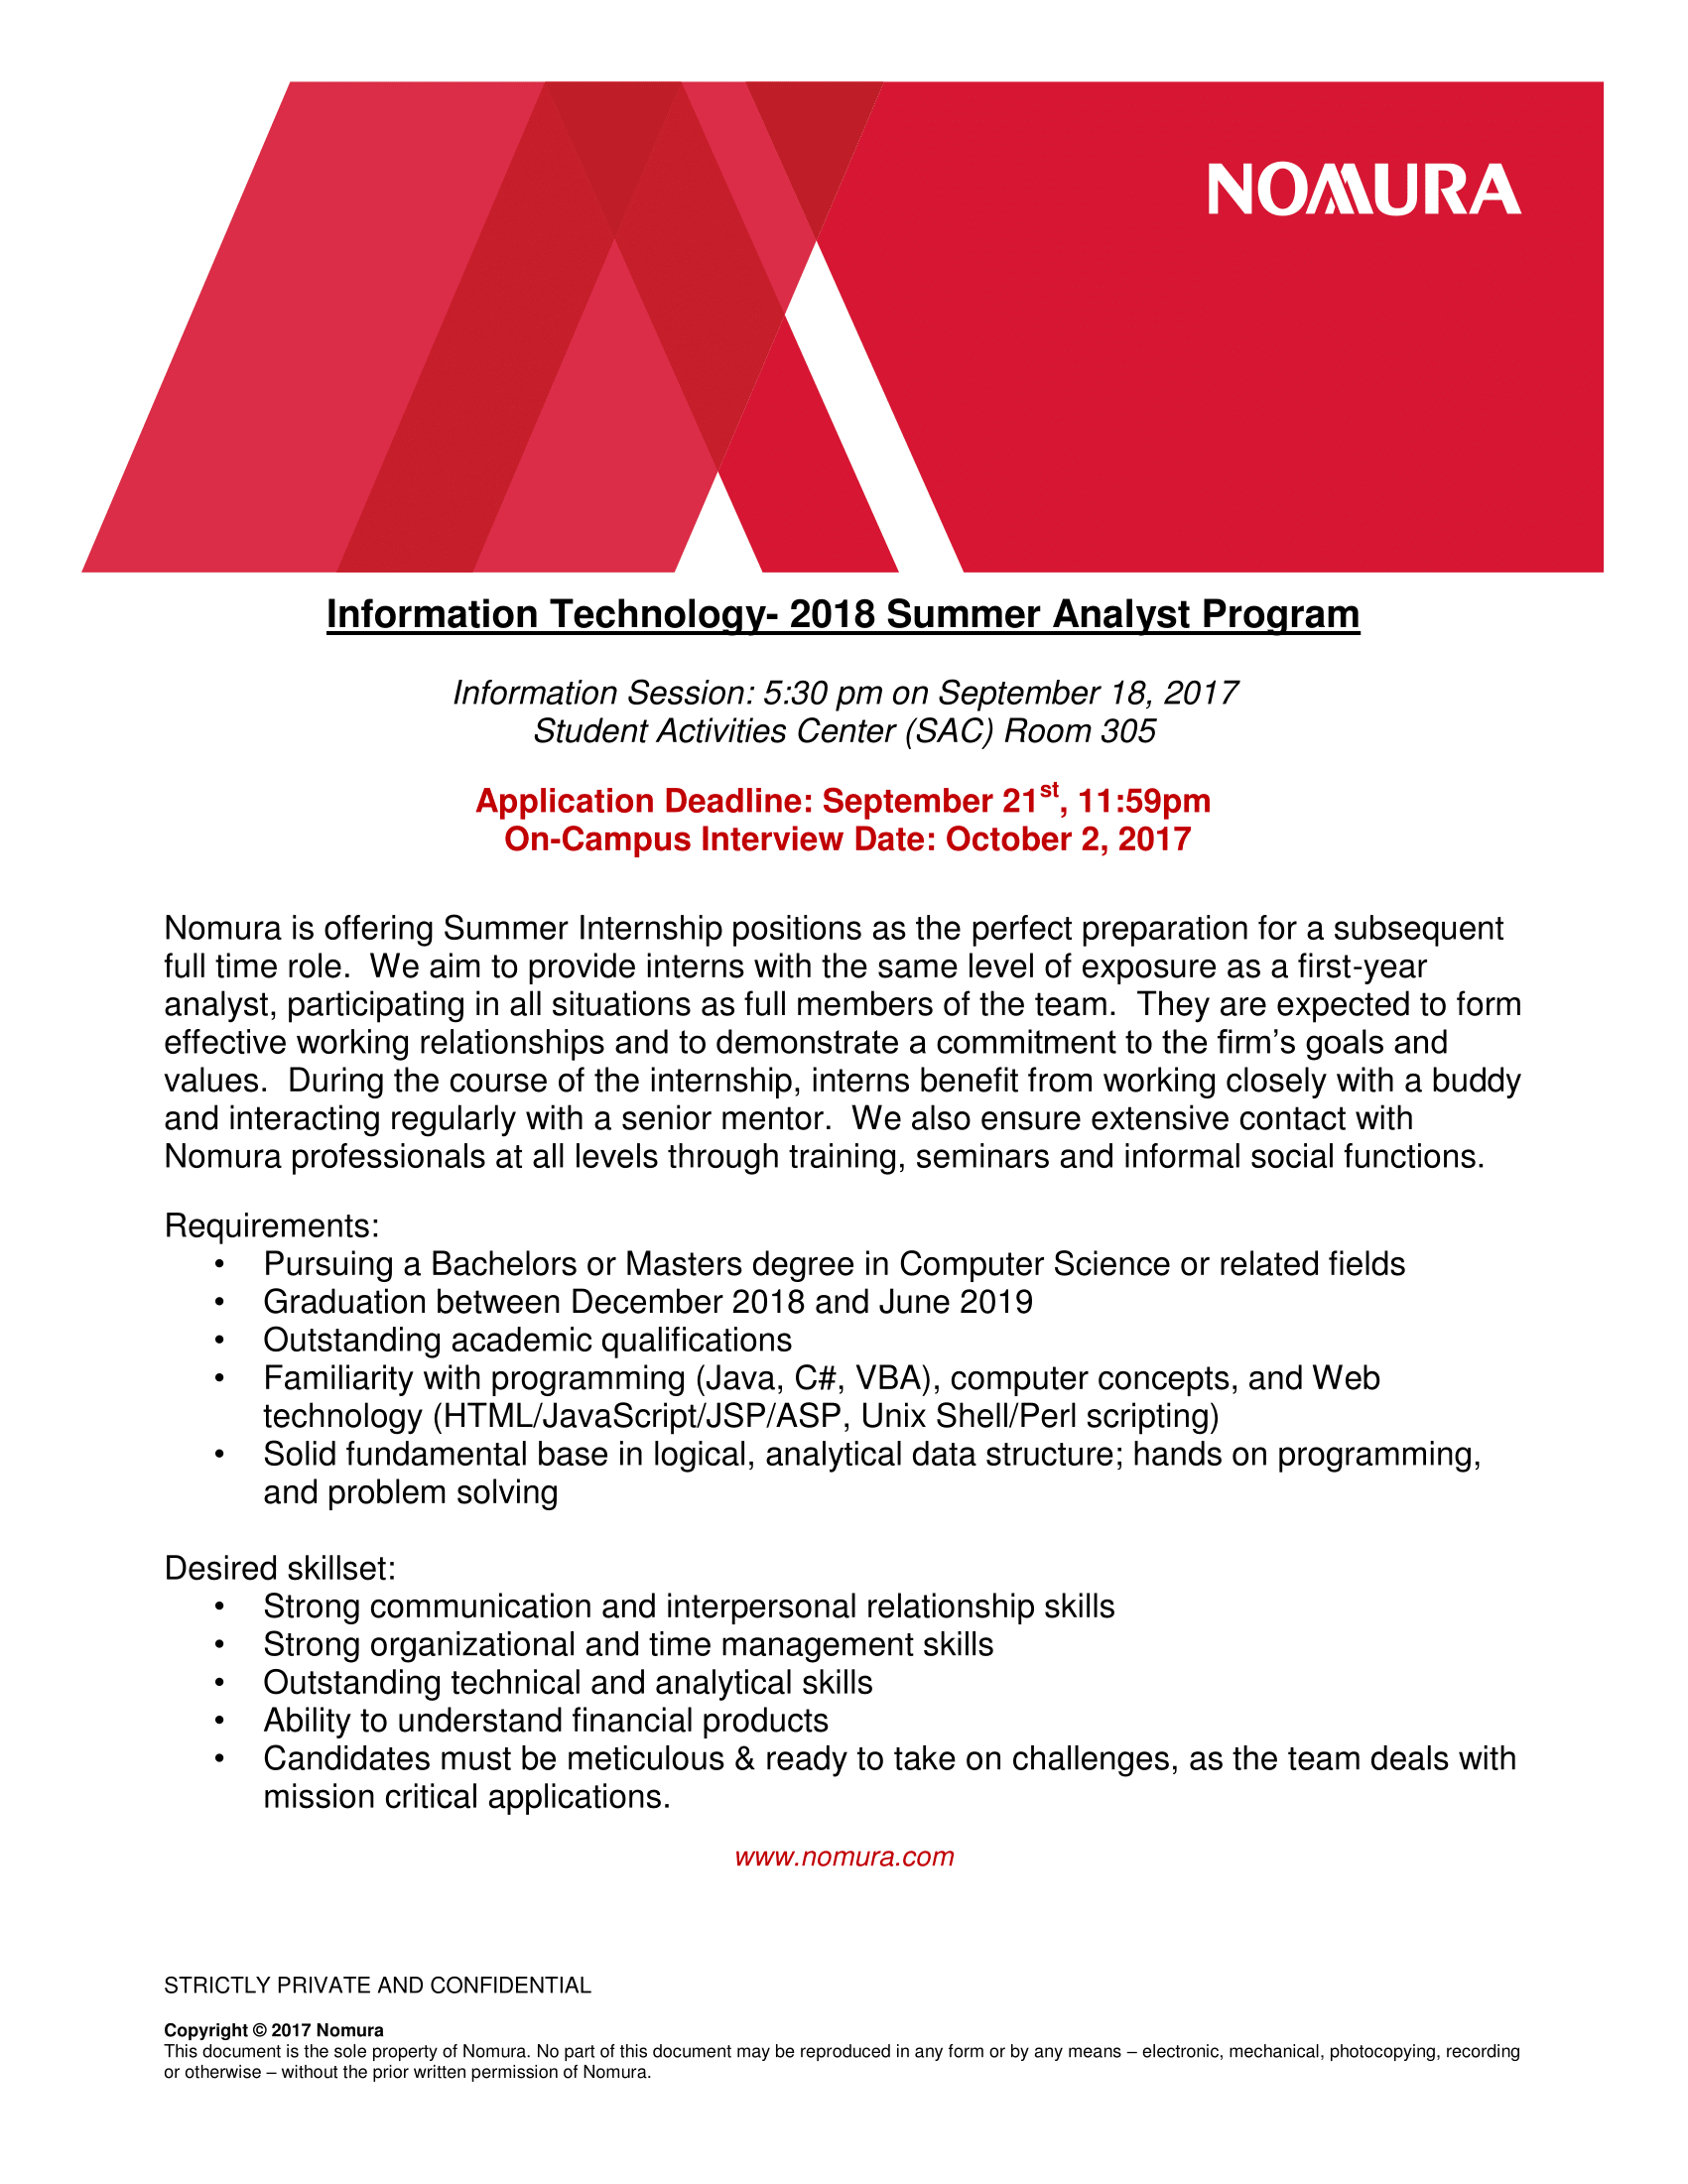 NOMURA
Information Technology- 2018 Summer Analyst Program
Information Session: 5:30 pm on September 18, 2017
Student Activities Center (SAC) Room 305
Application Deadline: September 21st, 11:59pm
On-Campus Interview Date: October 2, 2017
Nomura is offering Summer Internship positions as the perfect preparation for a subsequent
full time role.  We aim to provide interns with the same level of exposure as a first-year
analyst, participating in all situations as full members of the team.  They are expected to form
effective working relationships and to demonstrate a commitment to the firm’s goals and
values.  During the course of the internship, interns benefit from working closely with a buddy
and interacting regularly with a senior mentor.  We also ensure extensive contact with
Nomura professionals at all levels through training, seminars and informal social functions.
Requirements:
• Pursuing a Bachelors or Masters degree in Computer Science or related fields
• Graduation between December 2018 and June 2019
• Outstanding academic qualifications
• Familiarity with programming (Java, C#, VBA), computer concepts, and Web
technology (HTML/JavaScript/JSP/ASP, Unix Shell/Perl scripting)
• Solid fundamental base in logical, analytical data structure; hands on programming,
and problem solving
Desired skillset:
• Strong communication and interpersonal relationship skills
• Strong organizational and time management skills
• Outstanding technical and analytical skills
• Ability to understand financial products
• Candidates must be meticulous & ready to take on challenges, as the team deals with
mission critical applications.
www.nomura.com
STRICTLY PRIVATE AND CONFIDENTIAL
Copyright © 2017 Nomura
This document is the sole property of Nomura. No part of this document may be reproduced in any form or by any means – electronic, mechanical, photocopying, recording
or otherwise – without the prior written permission of Nomura.